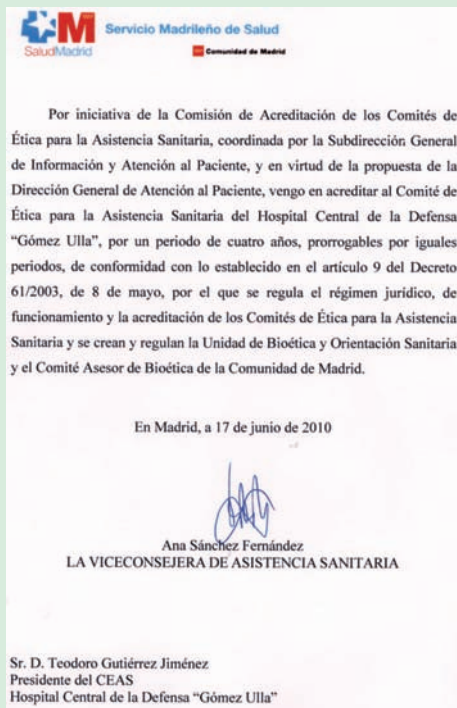 SaludMadrid
Servicio Madrileño de Salud
Comunidad de Madrid
Por iniciativa de la Comisión de Acreditación de los Comités de
Ética para la Asistencia Sanitaria, coordinada por la Subdirección General
de Información y Atención al Paciente, y en virtud de la propuesta de la
Dirección General de Atención al Paciente, vengo en acreditar al Comité de
Ética para la Asistencia Sanitaria del Hospital Central de la Defensa
“Gómez Ulla”, por un periodo de cuatro años, prorrogables por iguales
periodos, de conformidad con lo establecido en el artículo 9 del Decreto
61/2003, de 8 de mayo, por el que se regula el régimen jurídico, de
funcionamiento y la acreditación de los Comités de Ética para la Asistencia
Sanitaria y se crean y regulan la Unidad de Bioética y Orientación Sanitaria
y el Comité Asesor de Bioética de la Comunidad de Madrid.
En Madrid, a 17 de junio de 2010
Ana Sánchez Fernández
LA VICECONSEJERA DE ASISTENCIA SANITARIA
Sr. D. Teodoro Gutiérrez Jiménez
Presidente del CEAS
Hospital Central de la Defensa “Gómez Ulla”